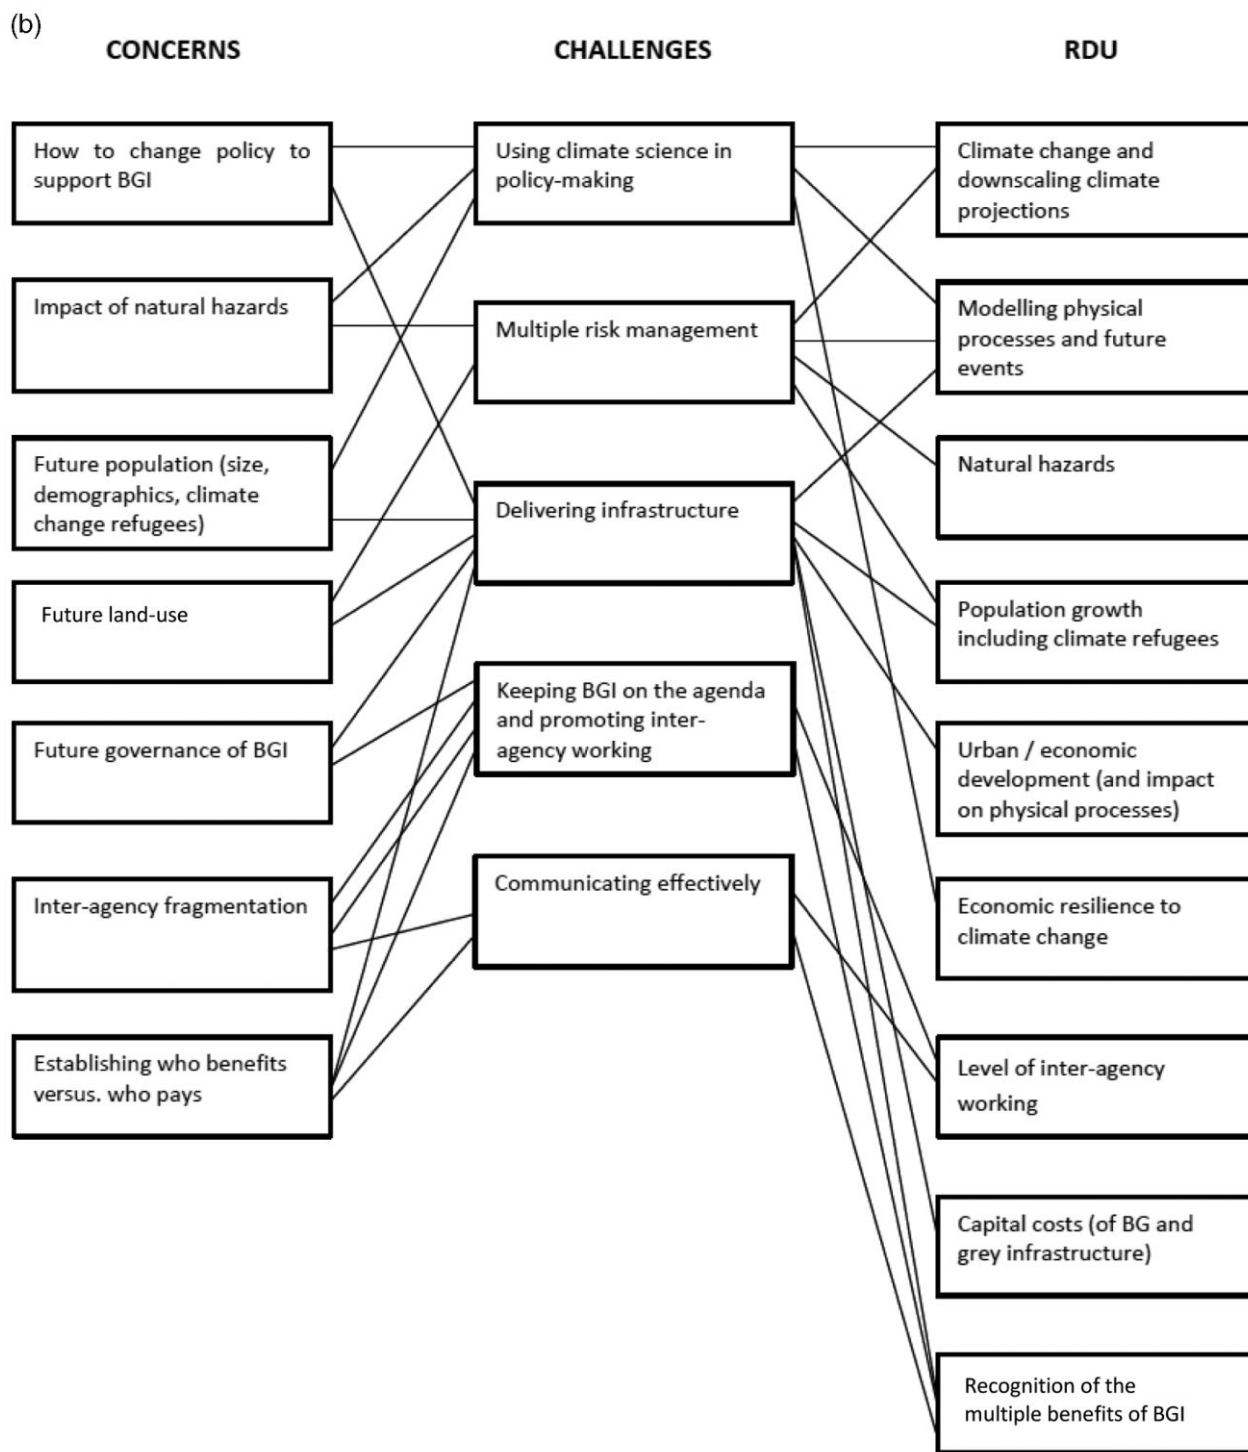 (b)
CONCERNS
CHALLENGES
RDU
How to change policy to
support BGI
Impact of natural hazards
Future population (size,
demographics, climate
change refugees)
Future land-use
Future governance of BGI
Inter-agency fragmentation
Establishing who benefits
versus. who pays
Using climate science in
policy-making
Multiple risk management
Delivering infrastructure
Keeping BGI on the agenda
and promoting inter-
agency working
Communicating effectively
Climate change and
downscaling climate
projections
Modelling physical
processes and future
events
Natural hazards
Population growth
including climate refugees
Urban / economic
development (and impact
on physical processes)
Economic resilience to
climate change
Level of inter-agency
working
Capital costs (of BG and
grey infrastructure)
Recognition of the
multiple benefits of BGI